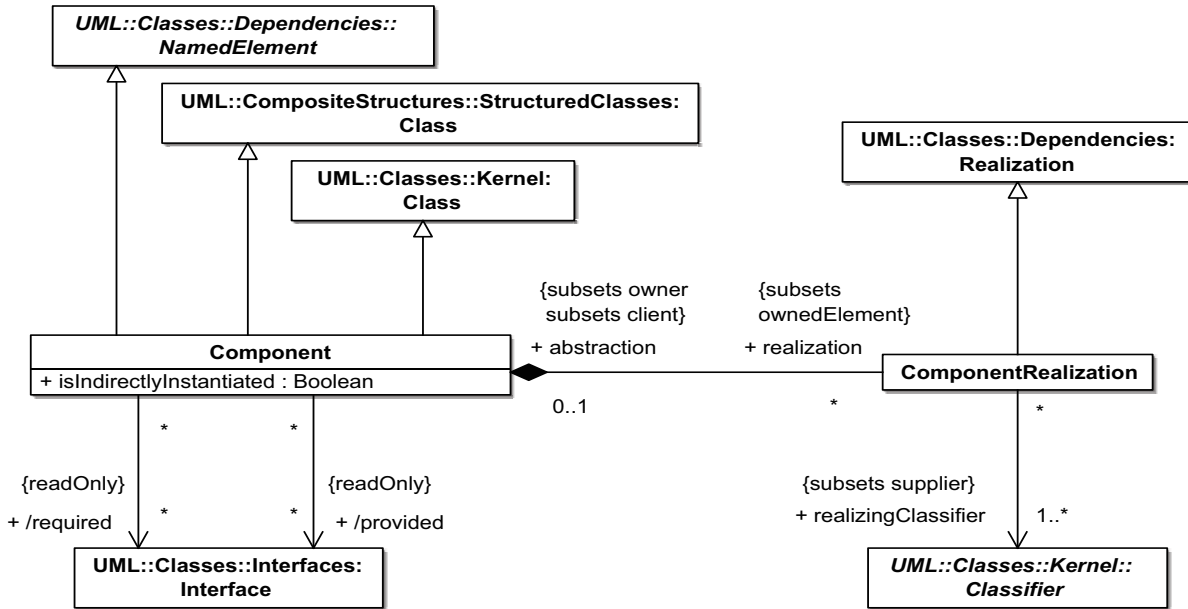 UML::Classes::Dependencies::
NamedElement
UML::CompositeStructures::StructuredClasses:
Class
UML::Classes::Kernel:
Class
UML::Classes::Dependencies:
Realization
{subsets owner
subsets client}
+ abstraction
{subsets
ownedElement}
+ realization
Component
+ isIndirectlyInstantiated : Boolean
ComponentRealization
0..1
*
*
*
*
{readOnly}
+ /required
*
*
{readOnly}
+ /provided
{subsets supplier}
+ realizingClassifier
1..*
UML::Classes::Interfaces:
Interface
UML::Classes::Kernel::
Classifier